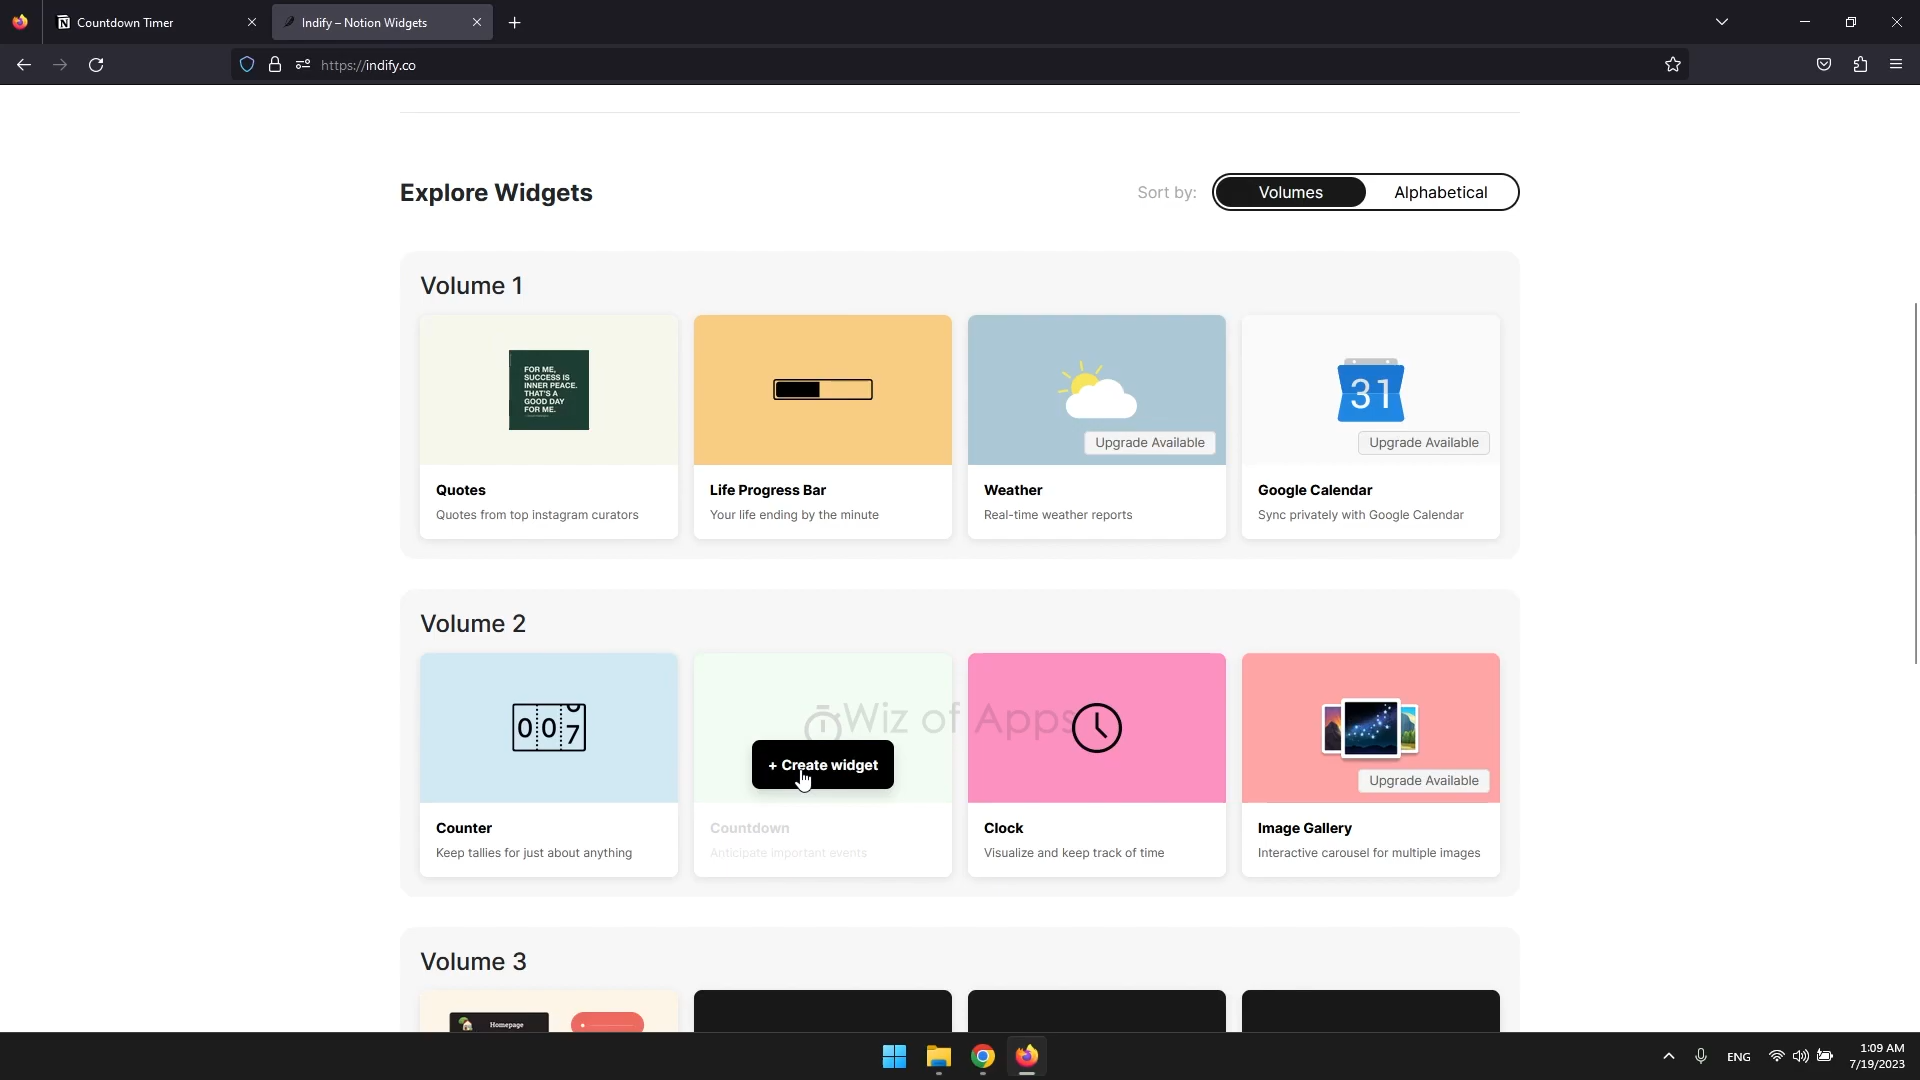 Countdown Timer
Indify – Notion Widgets
https://indify.co
Explore Widgets
Sort by:
Volumes
Alphabetical
Volume 1
FOR ME,
SUCCESS IS
INNER PEACE.
THAT'S A
GOOD DAY
FOR ME.
31
Upgrade Available
Upgrade Available
Quotes
Quotes from top instagram curators
Life Progress Bar
Your life ending by the minute
Weather
Real-time weather reports
Google Calendar
Sync privately with Google Calendar
Volume 2
007
Wiz of Apps
+ Create widget
Upgrade Available
Counter
Keep tallies for just about anything
Countdown
Anticipate important events
Clock
Visualize and keep track of time
Image Gallery
Interactive carousel for multiple images
Volume 3
Homepage
ENG
1:09 AM
7/19/2023